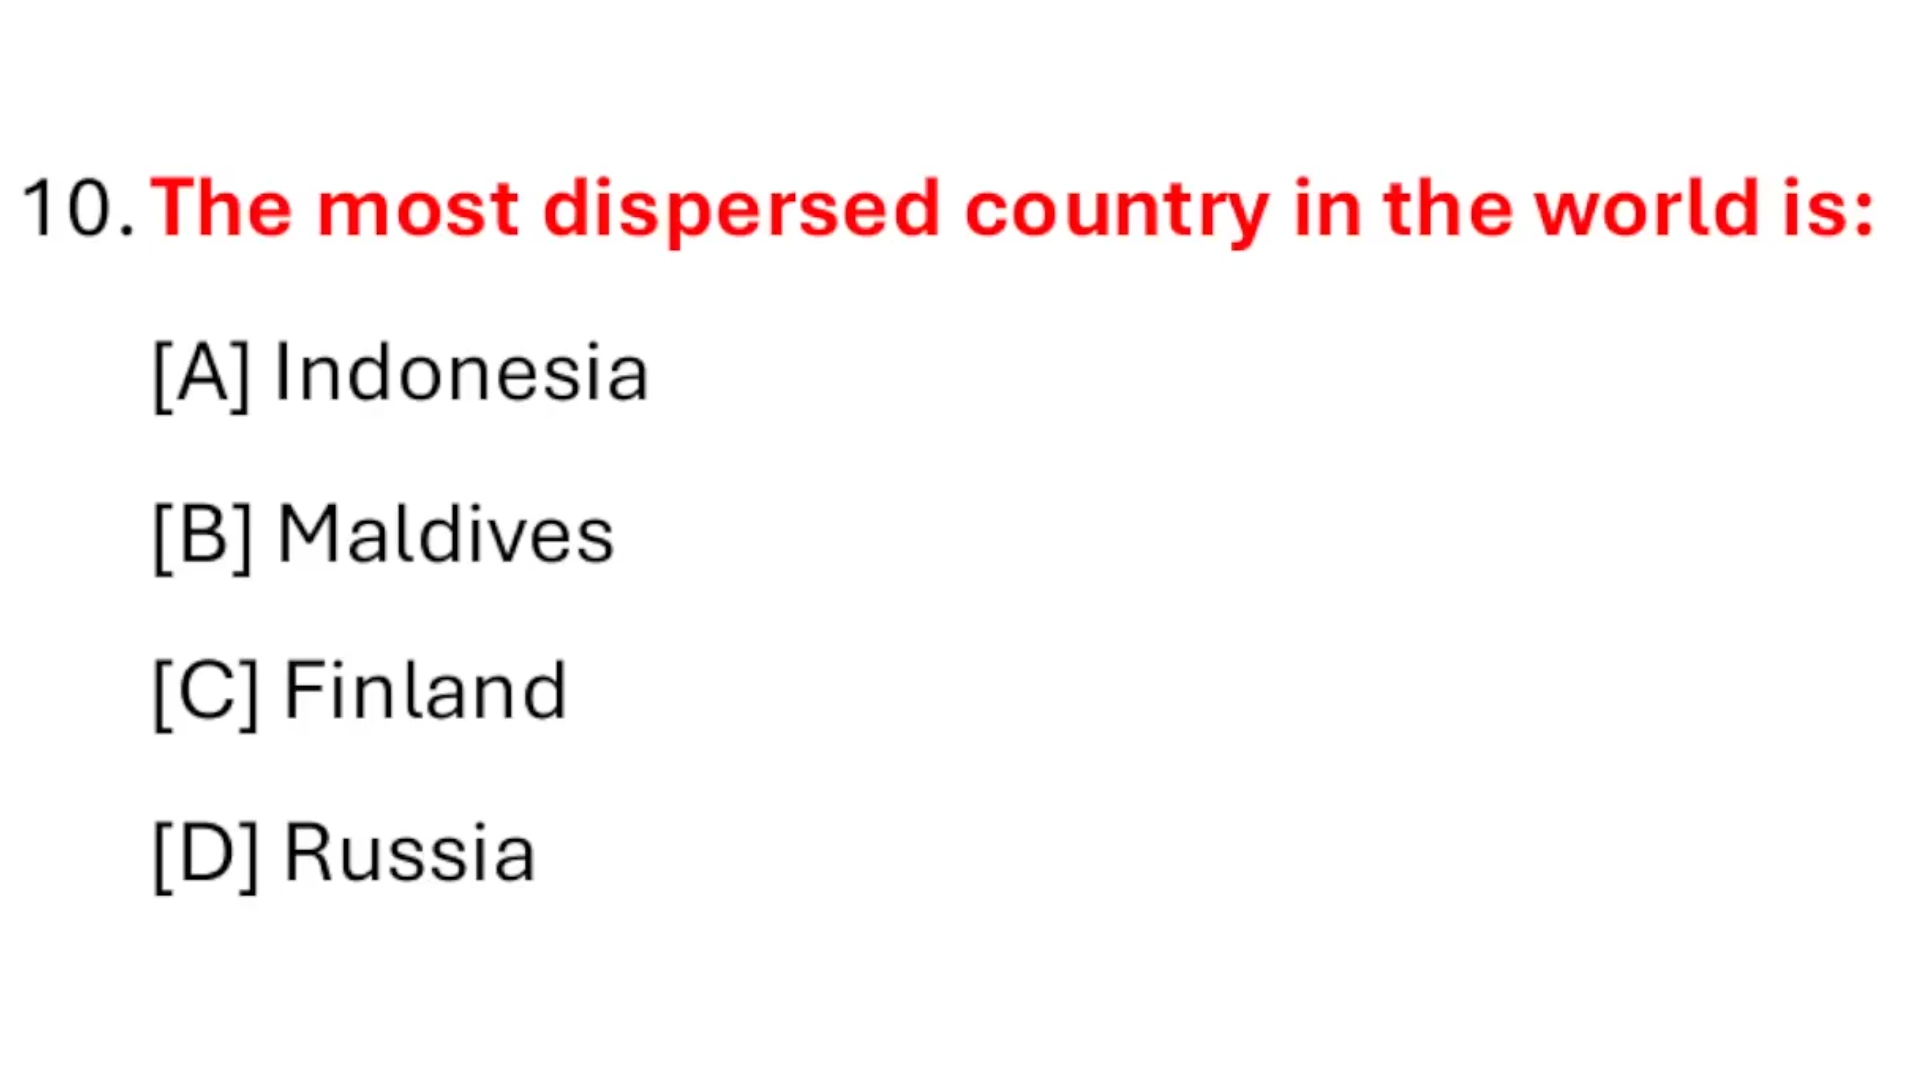 10. The most dispersed country in the world is:
[A] Indonesia
[B] Maldives
[C] Finland
[D] Russia